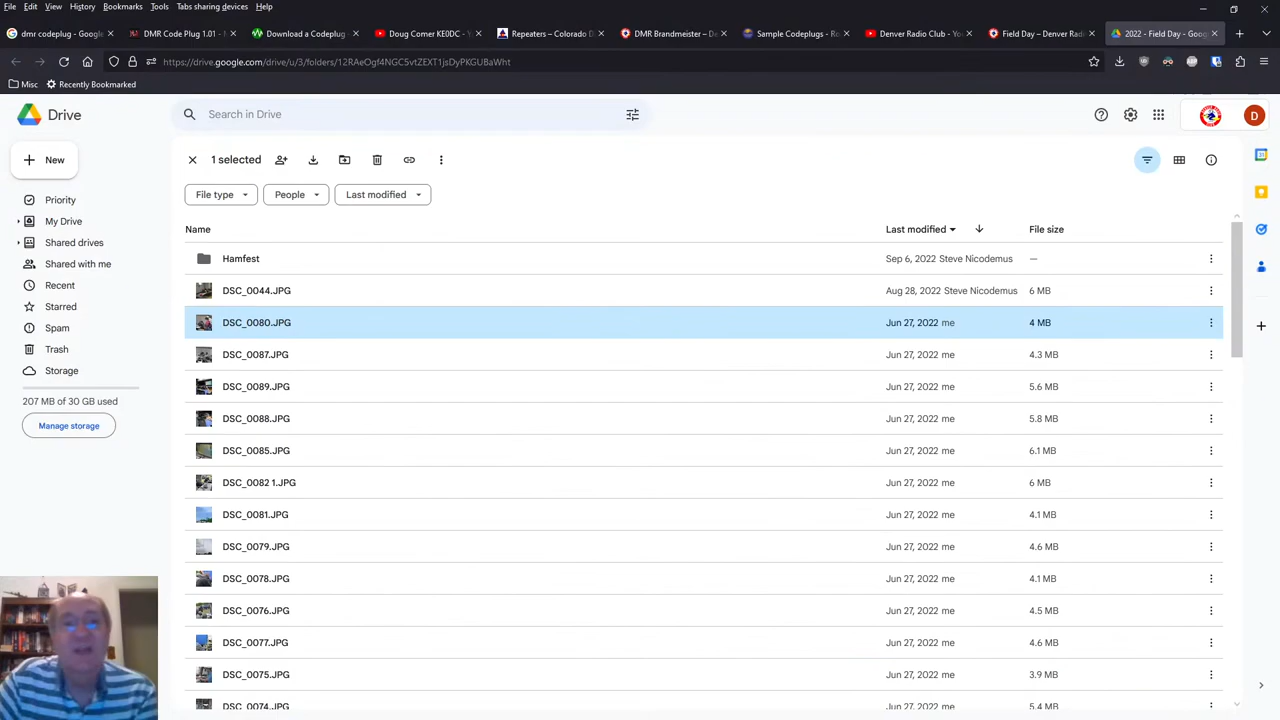 File Edit View History Bookmarks Tools Tabs sharing devices Help
dmr codeplug - Google
DMR Code Plug 1.01 -
Download a Codeplug
Doug Comer KE0DC
Repeaters – Colorado D
DMR Brandmeister – De
Sample Codeplugs - Ro
Denver Radio Club - Yo
Field Day – Denver Rad
2022 - Field Day - Goog
https://drive.google.com/drive/u/3/folders/12RAeOgf4NGC5vtZEXT1jsDyPKGUBaWht
Misc
Recently Bookmarked
Drive
Search in Drive
D
New
1 selected
File type
People
Last modified
Priority
My Drive
Shared drives
Shared with me
Recent
Starred
Spam
Trash
Storage
207 MB of 30 GB used
Manage storage
Name Last modified File size
Hamfest Sep 6, 2022 Steve Nicodemus —
DSC_0044.JPG Aug 28, 2022 Steve Nicodemus 6 MB
DSC_0080.JPG Jun 27, 2022 me 4 MB
DSC_0087.JPG Jun 27, 2022 me 4.3 MB
DSC_0089.JPG Jun 27, 2022 me 5.6 MB
DSC_0088.JPG Jun 27, 2022 me 5.8 MB
DSC_0085.JPG Jun 27, 2022 me 6.1 MB
DSC_0082 1.JPG Jun 27, 2022 me 6 MB
DSC_0081.JPG Jun 27, 2022 me 4.1 MB
DSC_0079.JPG Jun 27, 2022 me 4.6 MB
DSC_0078.JPG Jun 27, 2022 me 4.1 MB
DSC_0076.JPG Jun 27, 2022 me 4.5 MB
DSC_0077.JPG Jun 27, 2022 me 4.6 MB
DSC_0075.JPG Jun 27, 2022 me 3.9 MB
DSC_0074.JPG Jun 27, 2022 me 5.4 MB